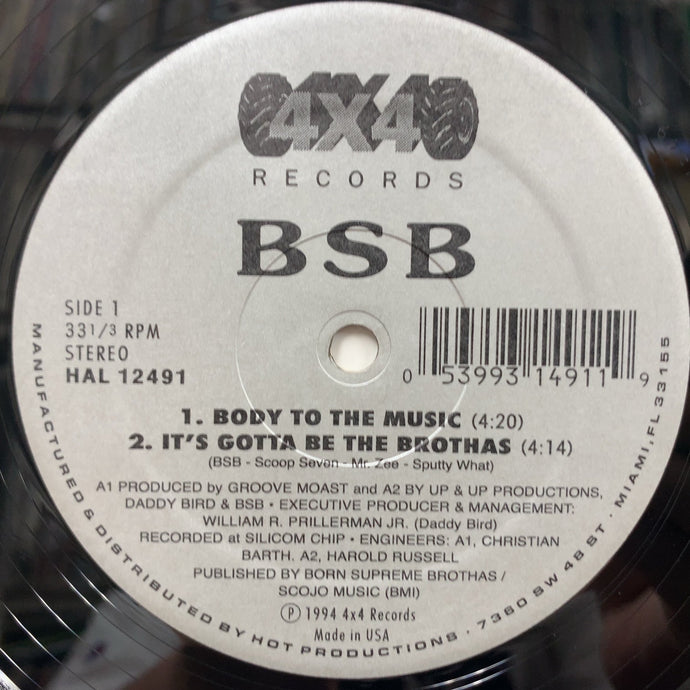 4X4
RECORDS
BSB
SIDE 1
33 1/3 RPM
STEREO
HAL 12491
0 53993 14911 9
1. BODY TO THE MUSIC (4:20)
2. IT'S GOTTA BE THE BROTHAS (4:14)
(BSB - Scoop Seven - Mr. Zee - Sputty What)
A1 PRODUCED by GROOVE MOAST and A2 BY UP & UP PRODUCTIONS,
DADDY BIRD & BSB • EXECUTIVE PRODUCER & MANAGEMENT:
WILLIAM R. PRILLERMAN JR. (Daddy Bird)
RECORDED at SILICOM CHIP • ENGINEERS: A1, CHRISTIAN
BARTH. A2, HAROLD RUSSELL
PUBLISHED BY BORN SUPREME BROTHAS /
SCOJO MUSIC (BMI)
Ⓟ 1994 4x4 Records
Made in USA
MANUFACTURED & DISTRIBUTED BY HOT PRODUCTIONS • 7360 SW 48 ST • MIAMI, FL 33155